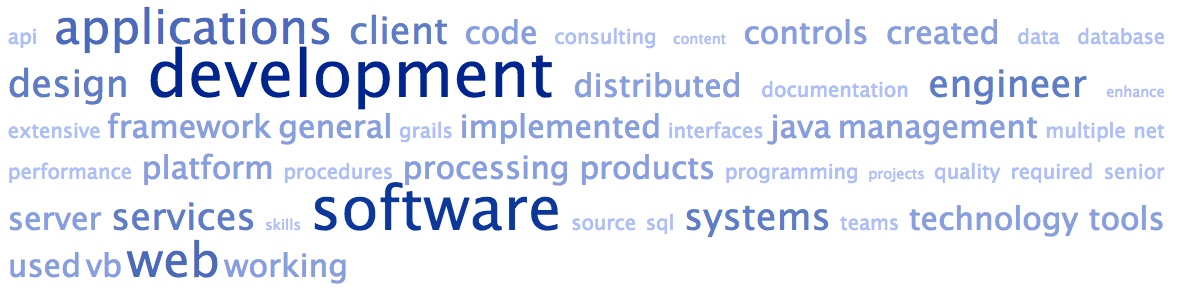 api applications client code consulting content controls created data database
design development distributed documentation engineer enhance
extensive framework general grails implemented interfaces java management multiple net
performance platform procedures processing products programming projects quality required senior
server services skills software source sql systems teams technology tools
used vb web working